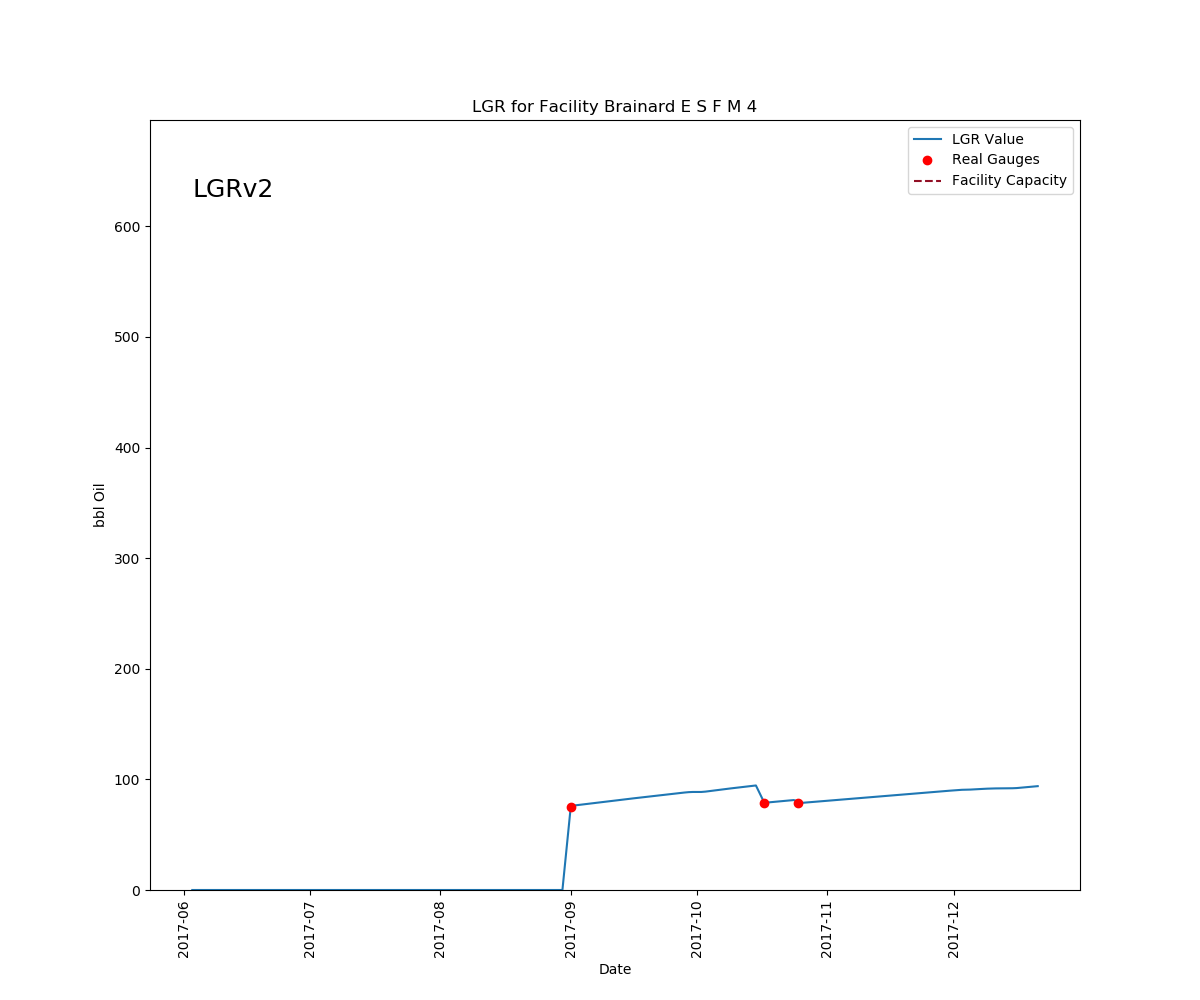 LGR for Facility Brainard E S F M 4
LGR Value
Real Gauges
Facility Capacity
LGRv2
600
500
400
300
200
100
0
bbl Oil
2017-06
2017-07
2017-08
2017-09
2017-10
2017-11
2017-12
Date